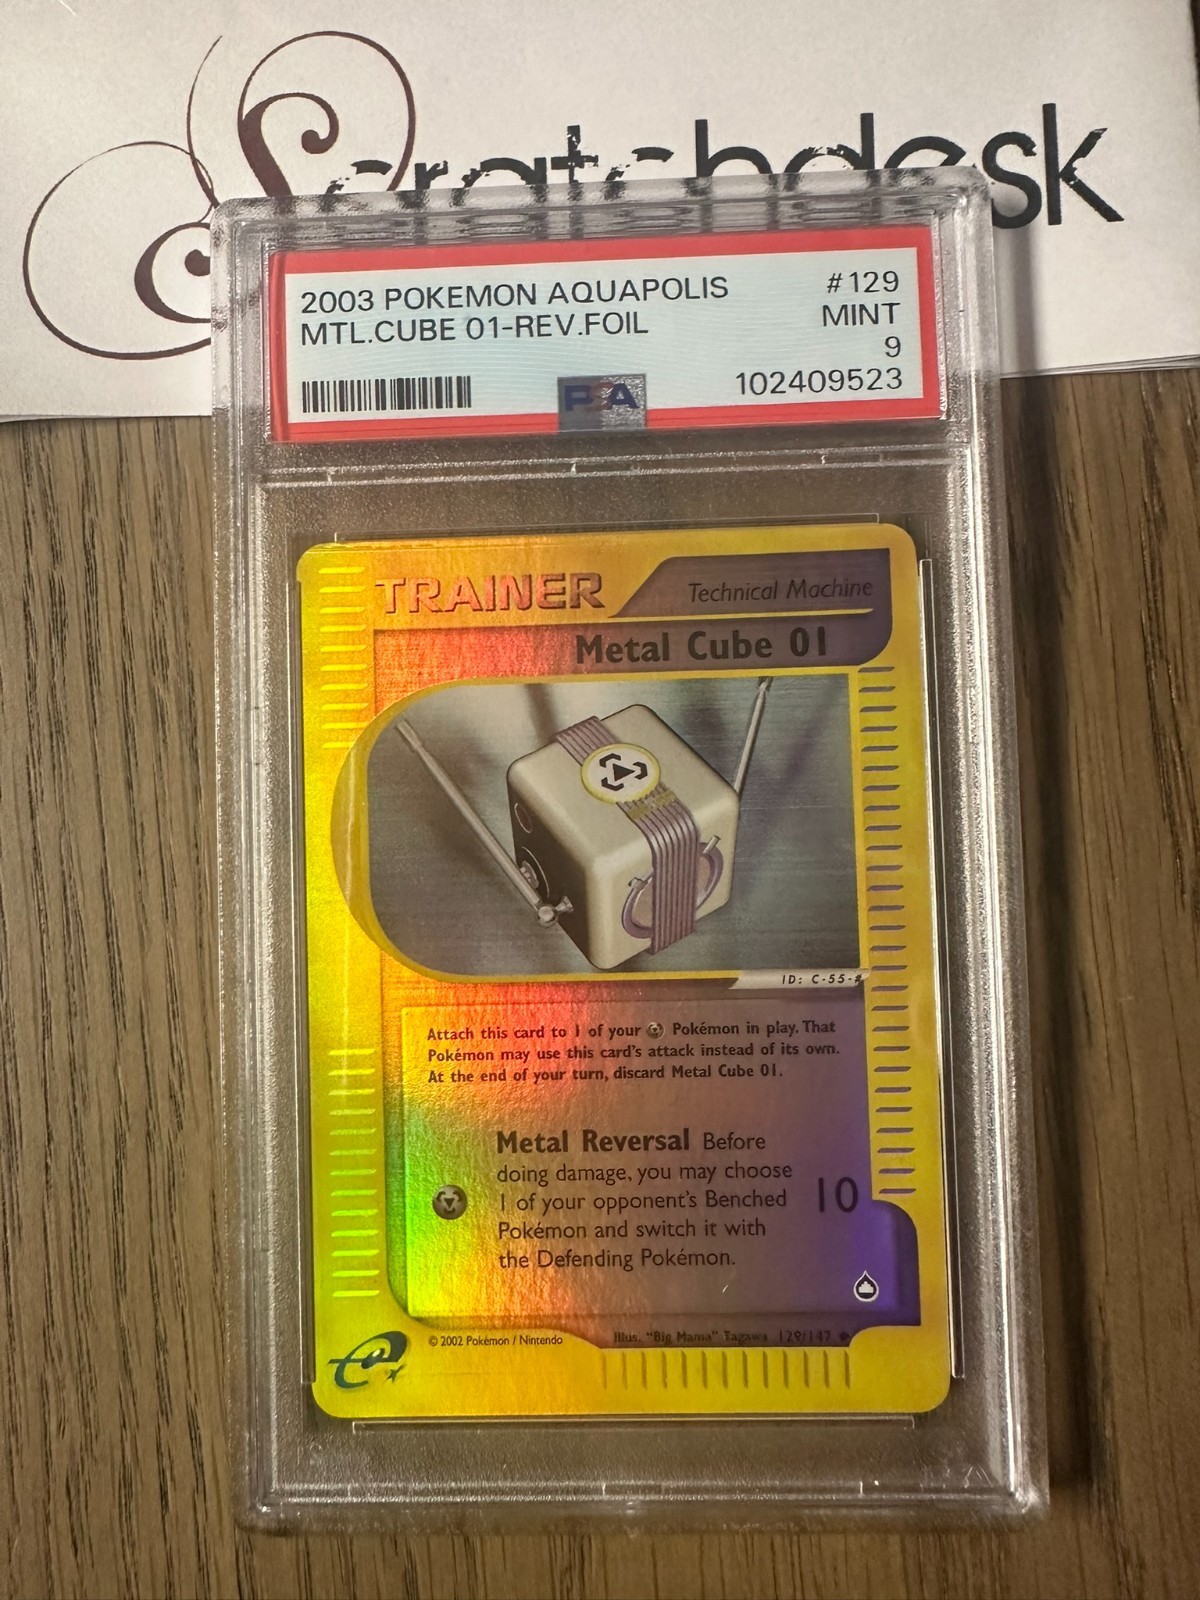 Scratchdesk
2003 POKEMON AQUAPOLIS #129
MTL.CUBE 01-REV.FOIL MINT
9
PSA 102409523
TRAINER Technical Machine
Metal Cube 01
ID: C-55-#
Attach this card to 1 of your Pokémon in play. That
Pokémon may use this card's attack instead of its own.
At the end of your turn, discard Metal Cube 01.
Metal Reversal Before
doing damage, you may choose
1 of your opponent's Benched 10
Pokémon and switch it with
the Defending Pokémon.
e
© 2002 Pokémon / Nintendo Illus. "Big Mama" Tagawa 129/147